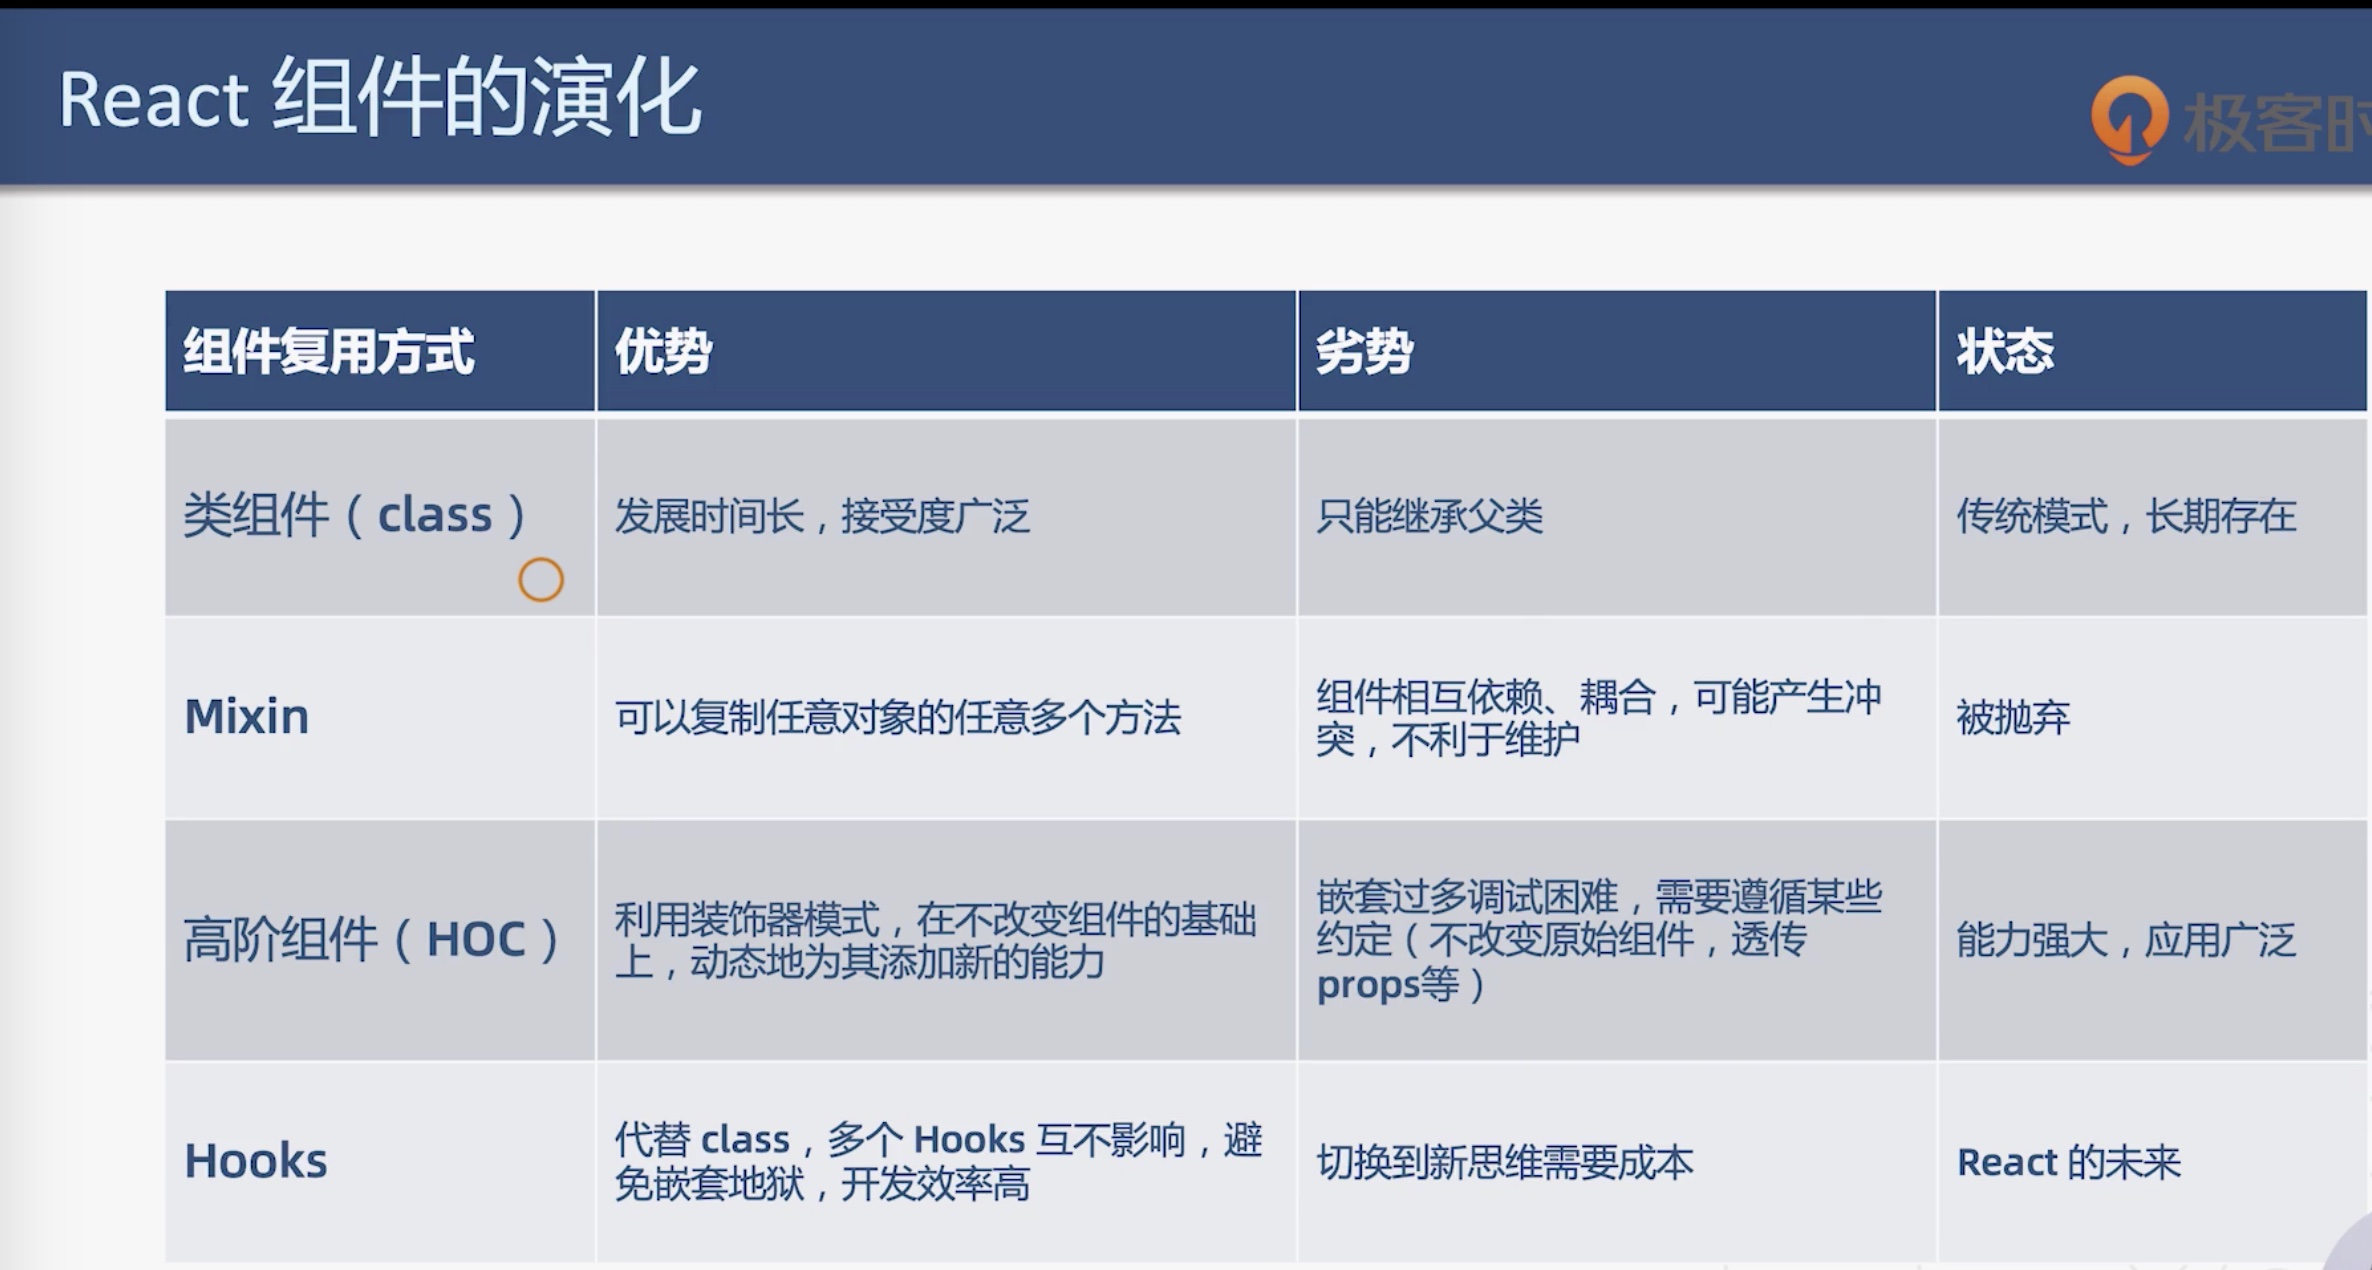 React 组件的演化
极客时
组件复用方式
优势
劣势
状态
类组件（class）
发展时间长，接受度广泛
只能继承父类
传统模式，长期存在
Mixin
可以复制任意对象的任意多个方法
组件相互依赖、耦合，可能产生冲
突，不利于维护
被抛弃
高阶组件（HOC）
利用装饰器模式，在不改变组件的基础
上，动态地为其添加新的能力
嵌套过多调试困难，需要遵循某些
约定（不改变原始组件，透传
props等）
能力强大，应用广泛
Hooks
代替 class，多个 Hooks 互不影响，避
免嵌套地狱，开发效率高
切换到新思维需要成本
React 的未来